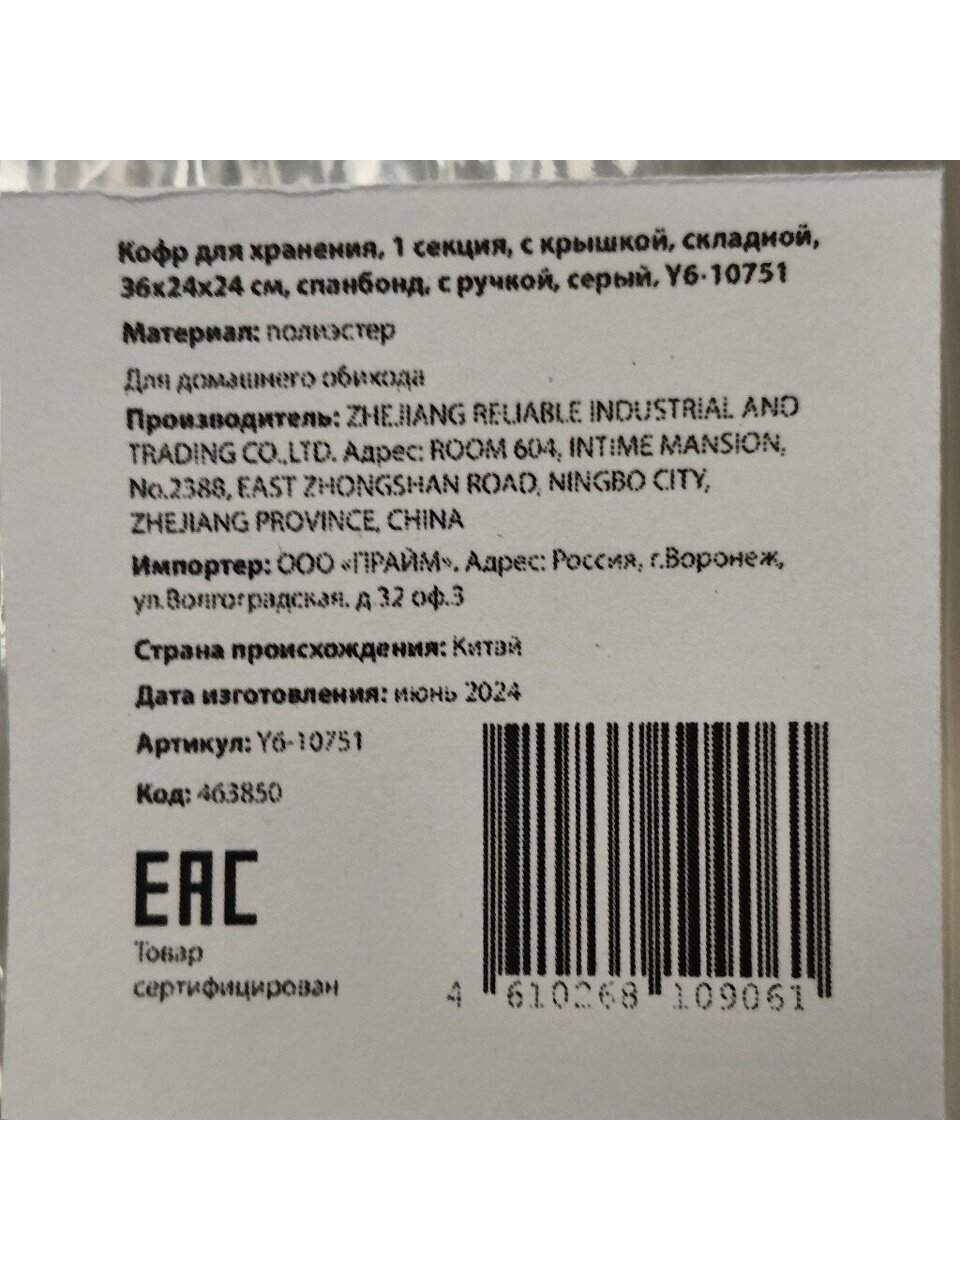 Кофр для хранения, 1 секция, с крышкой, складной,
36х24х24 см, спанбонд, с ручкой, серый, Y6-10751
Материал: полиэстер
Для домашнего обихода
Производитель: ZHEJIANG RELIABLE INDUSTRIAL AND
TRADING CO.,LTD. Адрес: ROOM 604, INTIME MANSION,
No.2388, EAST ZHONGSHAN ROAD, NINGBO CITY,
ZHEJIANG PROVINCE, CHINA
Импортер: ООО «ПРАЙМ». Адрес: Россия, г.Воронеж,
ул.Волгоградская. д 32 оф.3
Страна происхождения: Китай
Дата изготовления: июнь 2024
Артикул: Y6-10751
Код: 463850
EAC
Товар
сертифицирован
4 610268 109061